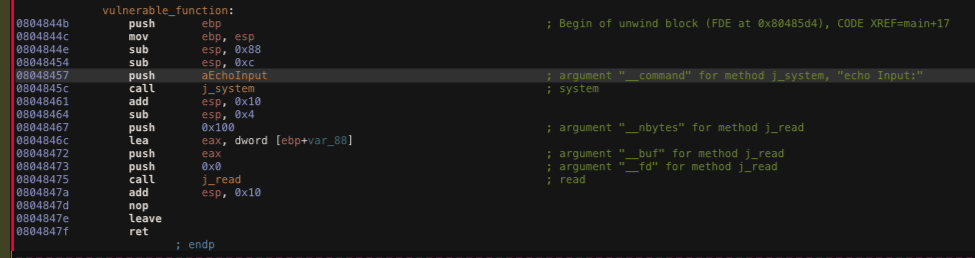 vulnerable_function:
0804844b push ebp ; Begin of unwind block (FDE at 0x80485d4), CODE XREF=main+17
0804844c mov ebp, esp
0804844e sub esp, 0x88
08048454 sub esp, 0xc
08048457 push aEchoInput ; argument "__command" for method j_system, "echo Input:"
0804845c call j_system ; system
08048461 add esp, 0x10
08048464 sub esp, 0x4
08048467 push 0x100 ; argument "__nbytes" for method j_read
0804846c lea eax, dword [ebp+var_88]
08048472 push eax ; argument "__buf" for method j_read
08048473 push 0x0 ; argument "__fd" for method j_read
08048475 call j_read ; read
0804847a add esp, 0x10
0804847d nop
0804847e leave
0804847f ret
; endp